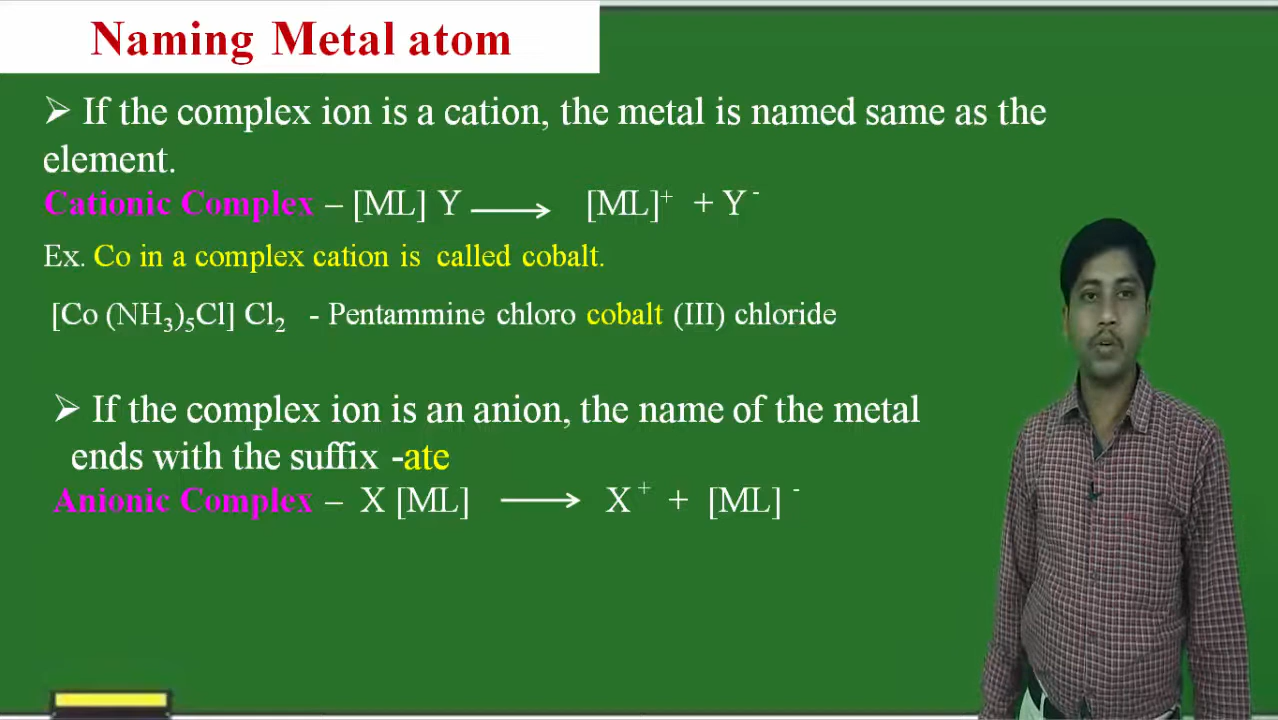 Naming Metal atom
➢ If the complex ion is a cation, the metal is named same as the
element.
Cationic Complex – [ML] Y ⟶ [ML]⁺ + Y⁻
Ex. Co in a complex cation is called cobalt.
[Co (NH₃)₅Cl] Cl₂ - Pentammine chloro cobalt (III) chloride
➢ If the complex ion is an anion, the name of the metal
ends with the suffix -ate
Anionic Complex – X [ML] ⟶ X⁺ + [ML]⁻